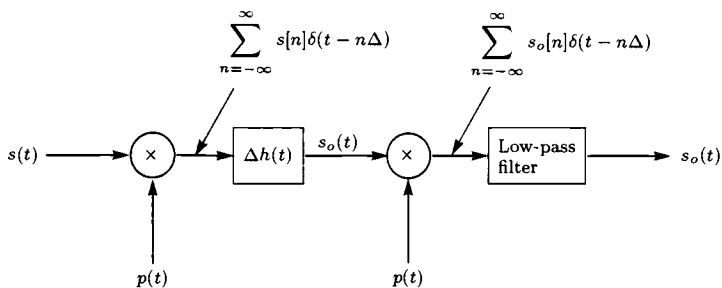 ∞ ∑ n=−∞ s[n]δ(t − nΔ)
∞ ∑ n=−∞ s_o[n]δ(t − nΔ)
s(t)
×
Δh(t)
s_o(t)
×
Low-pass
filter
s_o(t)
p(t)
p(t)